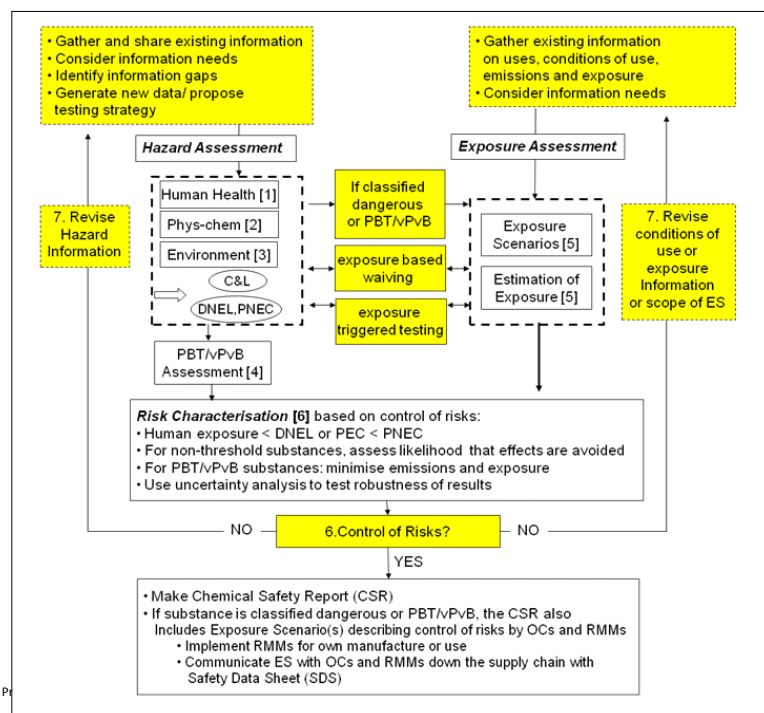 • Gather and share existing information
• Consider information needs
• Identify information gaps
• Generate new data/ propose
testing strategy
• Gather existing information
on uses, conditions of use,
emissions and exposure
• Consider information needs
Hazard Assessment
Exposure Assessment
7. Revise
Hazard
Information
Human Health [1]
Phys-chem [2]
Environment [3]
C&L
DNEL,PNEC
If classified
dangerous
or PBT/vPvB
exposure based
waiving
exposure
triggered testing
Exposure
Scenarios [5]
Estimation of
Exposure [5]
7. Revise
conditions of
use or
exposure
Information
or scope of ES
PBT/vPvB
Assessment [4]
Risk Characterisation [6] based on control of risks:
• Human exposure < DNEL or PEC < PNEC
• For non-threshold substances, assess likelihood that effects are avoided
• For PBT/vPvB substances: minimise emissions and exposure
• Use uncertainty analysis to test robustness of results
NO
6.Control of Risks?
NO
YES
• Make Chemical Safety Report (CSR)
• If substance is classified dangerous or PBT/vPvB, the CSR also
Includes Exposure Scenario(s) describing control of risks by OCs and RMMs
• Implement RMMs for own manufacture or use
• Communicate ES with OCs and RMMs down the supply chain with
Safety Data Sheet (SDS)